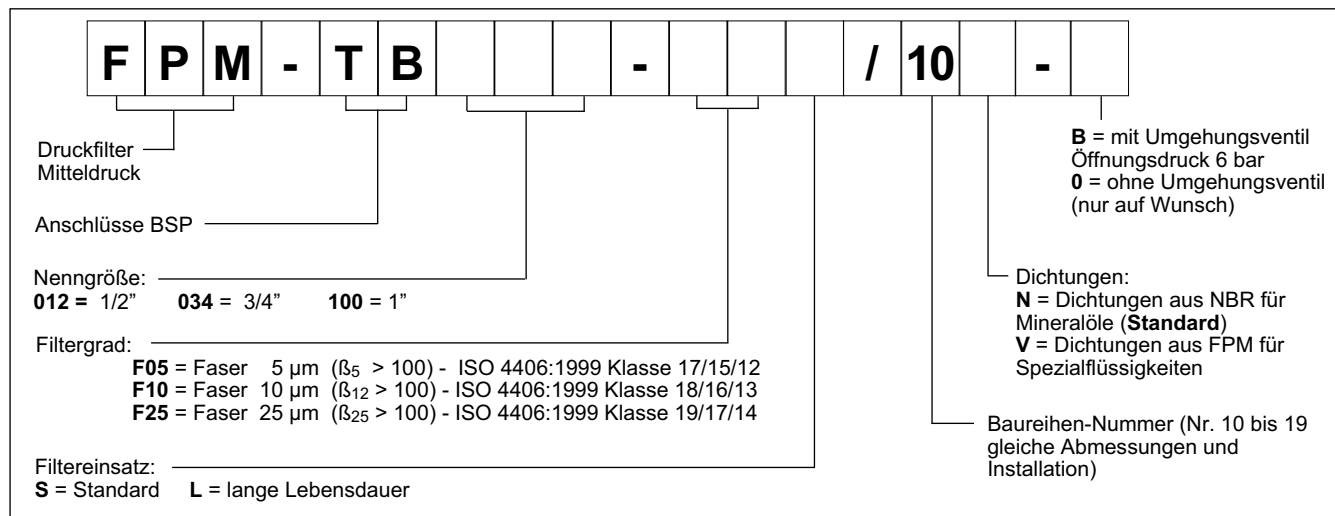 F P M - T B - / 10 -
Druckfilter
Mitteldruck
Anschlüsse BSP
Nenngröße:
012 = 1/2” 034 = 3/4” 100 = 1”
Filtergrad:
F05 = Faser 5 µm (ß5 > 100) - ISO 4406:1999 Klasse 17/15/12
F10 = Faser 10 µm (ß12 > 100) - ISO 4406:1999 Klasse 18/16/13
F25 = Faser 25 µm (ß25 > 100) - ISO 4406:1999 Klasse 19/17/14
Filtereinsatz:
S = Standard L = lange Lebensdauer
B = mit Umgehungsventil
Öffnungsdruck 6 bar
0 = ohne Umgehungsventil
(nur auf Wunsch)
Dichtungen:
N = Dichtungen aus NBR für
Mineralöle (Standard)
V = Dichtungen aus FPM für
Spezialflüssigkeiten
Baureihen-Nummer (Nr. 10 bis 19
gleiche Abmessungen und
Installation)